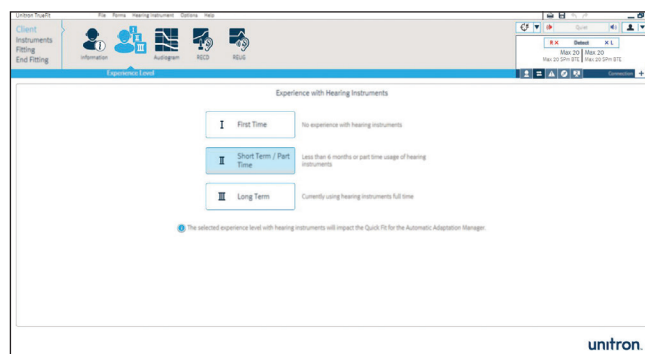 Unitron TrueFit
File Forms Hearing Instrument Options Help
Client
Instruments
Fitting
End Fitting
Information
Audiogram
RECD
REUG
Quiet
R X Detect X L
Max 20 Max 20
Max 20 SPm BTE Max 20 SPm BTE
Experience Level
Connection +
Experience with Hearing Instruments
I First Time No experience with hearing instruments
II Short Term / Part Time Less than 6 months or part time usage of hearing instruments
III Long Term Currently using hearing instruments full time
The selected experience level with hearing instruments will impact the Quick Fit for the Automatic Adaptation Manager.
unitron.